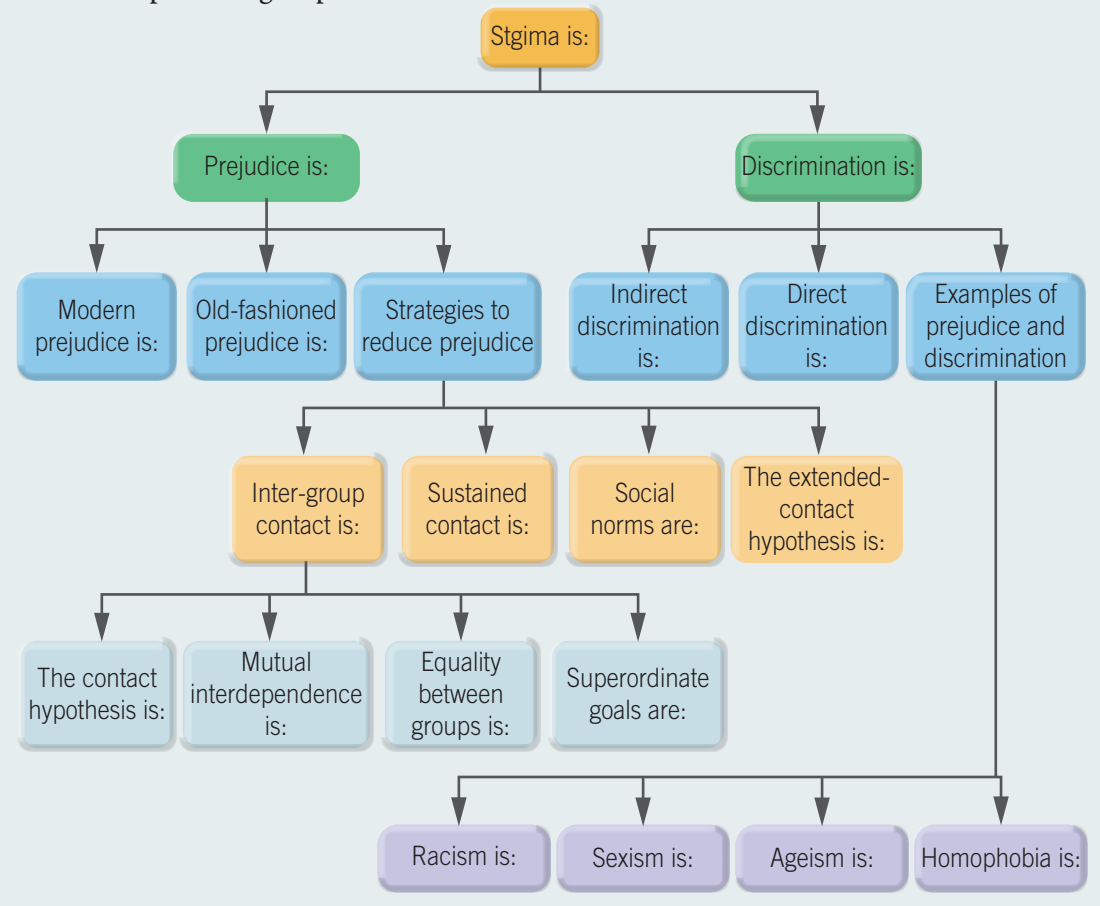 Stgima is:
Prejudice is:
Discrimination is:
Modern
prejudice is:
Old-fashioned
prejudice is:
Strategies to
reduce prejudice
Indirect
discrimination
is:
Direct
discrimination
is:
Examples of
prejudice and
discrimination
Inter-group
contact is:
Sustained
contact is:
Social
norms are:
The extended-
contact
hypothesis is:
The contact
hypothesis is:
Mutual
interdependence
is:
Equality
between
groups is:
Superordinate
goals are:
Racism is:
Sexism is:
Ageism is:
Homophobia is: